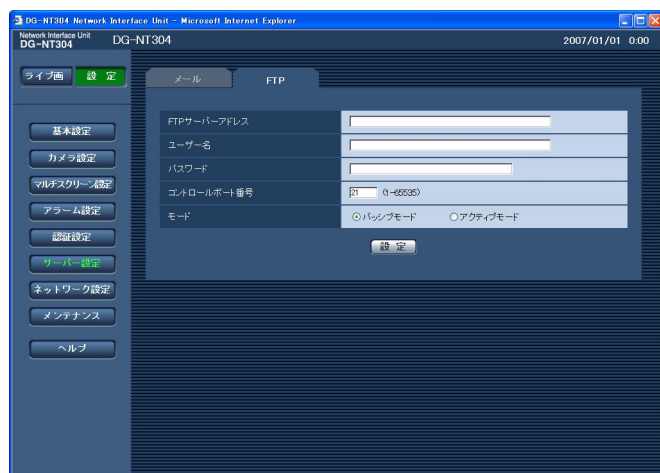 DG-NT304 Network Interface Unit - Microsoft Internet Explorer
Network Interface Unit
DG-NT304
DG-NT304
2007/01/01 0:00
ライブ画
設 定
メール
FTP
基本設定
カメラ設定
マルチスクリーン設定
アラーム設定
認証設定
サーバー設定
ネットワーク設定
メンテナンス
ヘルプ
FTPサーバーアドレス
ユーザー名
パスワード
コントロールポート番号
21 (1-65535)
モード
パッシブモード
アクティブモード
設 定